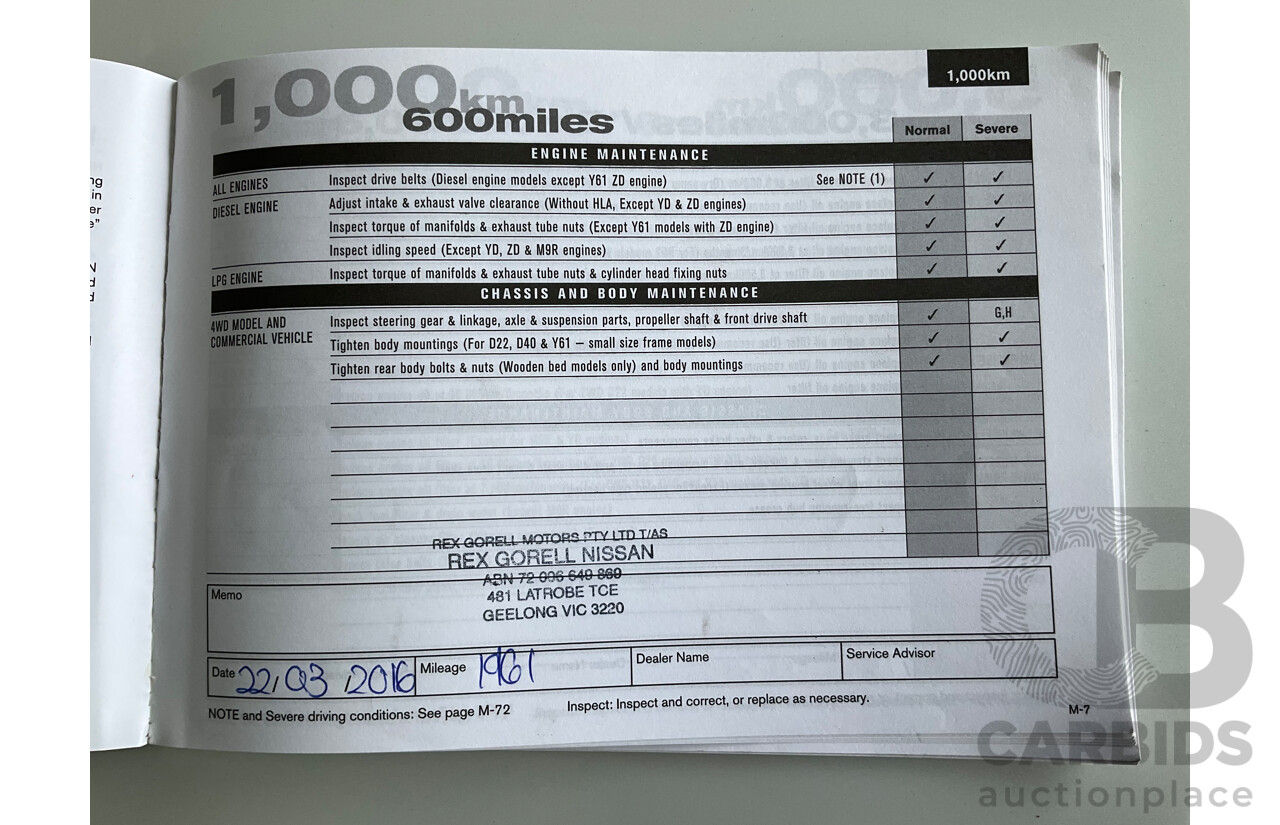 ng
in
er
e"
N
d
d
1,000km
600miles
1,000km
Normal Severe
ENGINE MAINTENANCE
ALL ENGINES Inspect drive belts (Diesel engine models except Y61 ZD engine) See NOTE (1) ✓ ✓
DIESEL ENGINE Adjust intake & exhaust valve clearance (Without HLA, Except YD & ZD engines) ✓ ✓
Inspect torque of manifolds & exhaust tube nuts (Except Y61 models with ZD engine) ✓ ✓
Inspect idling speed (Except YD, ZD & M9R engines) ✓ ✓
LPG ENGINE Inspect torque of manifolds & exhaust tube nuts & cylinder head fixing nuts ✓ ✓
CHASSIS AND BODY MAINTENANCE
4WD MODEL AND Inspect steering gear & linkage, axle & suspension parts, propeller shaft & front drive shaft ✓ G,H
COMMERCIAL VEHICLE Tighten body mountings (For D22, D40 & Y61 – small size frame models) ✓ ✓
Tighten rear body bolts & nuts (Wooden bed models only) and body mountings ✓ ✓
REX GORELL MOTORS PTY LTD T/AS
REX GORELL NISSAN
ABN 72 006 649 869
481 LATROBE TCE
GEELONG VIC 3220
Memo
Date 22/03/2016 Mileage 1961 Dealer Name Service Advisor
NOTE and Severe driving conditions: See page M-72 Inspect: Inspect and correct, or replace as necessary.
M-7
CARBIDS
auctionplace